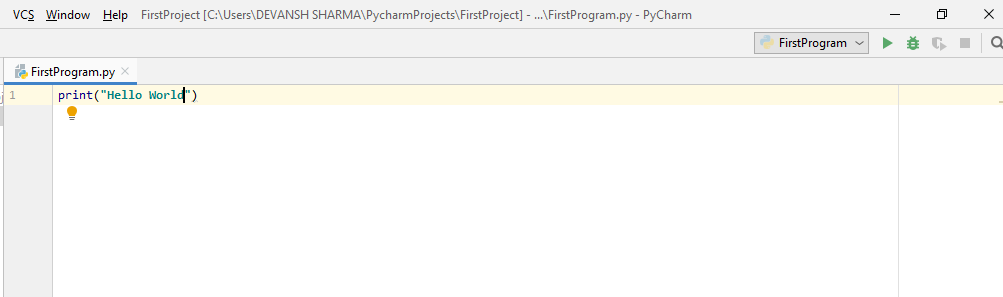 VCS Window Help FirstProject [C:\Users\DEVANSH SHARMA\PycharmProjects\FirstProject] - ...\FirstProgram.py - PyCharm
FirstProgram
FirstProgram.py
1 print("Hello World")